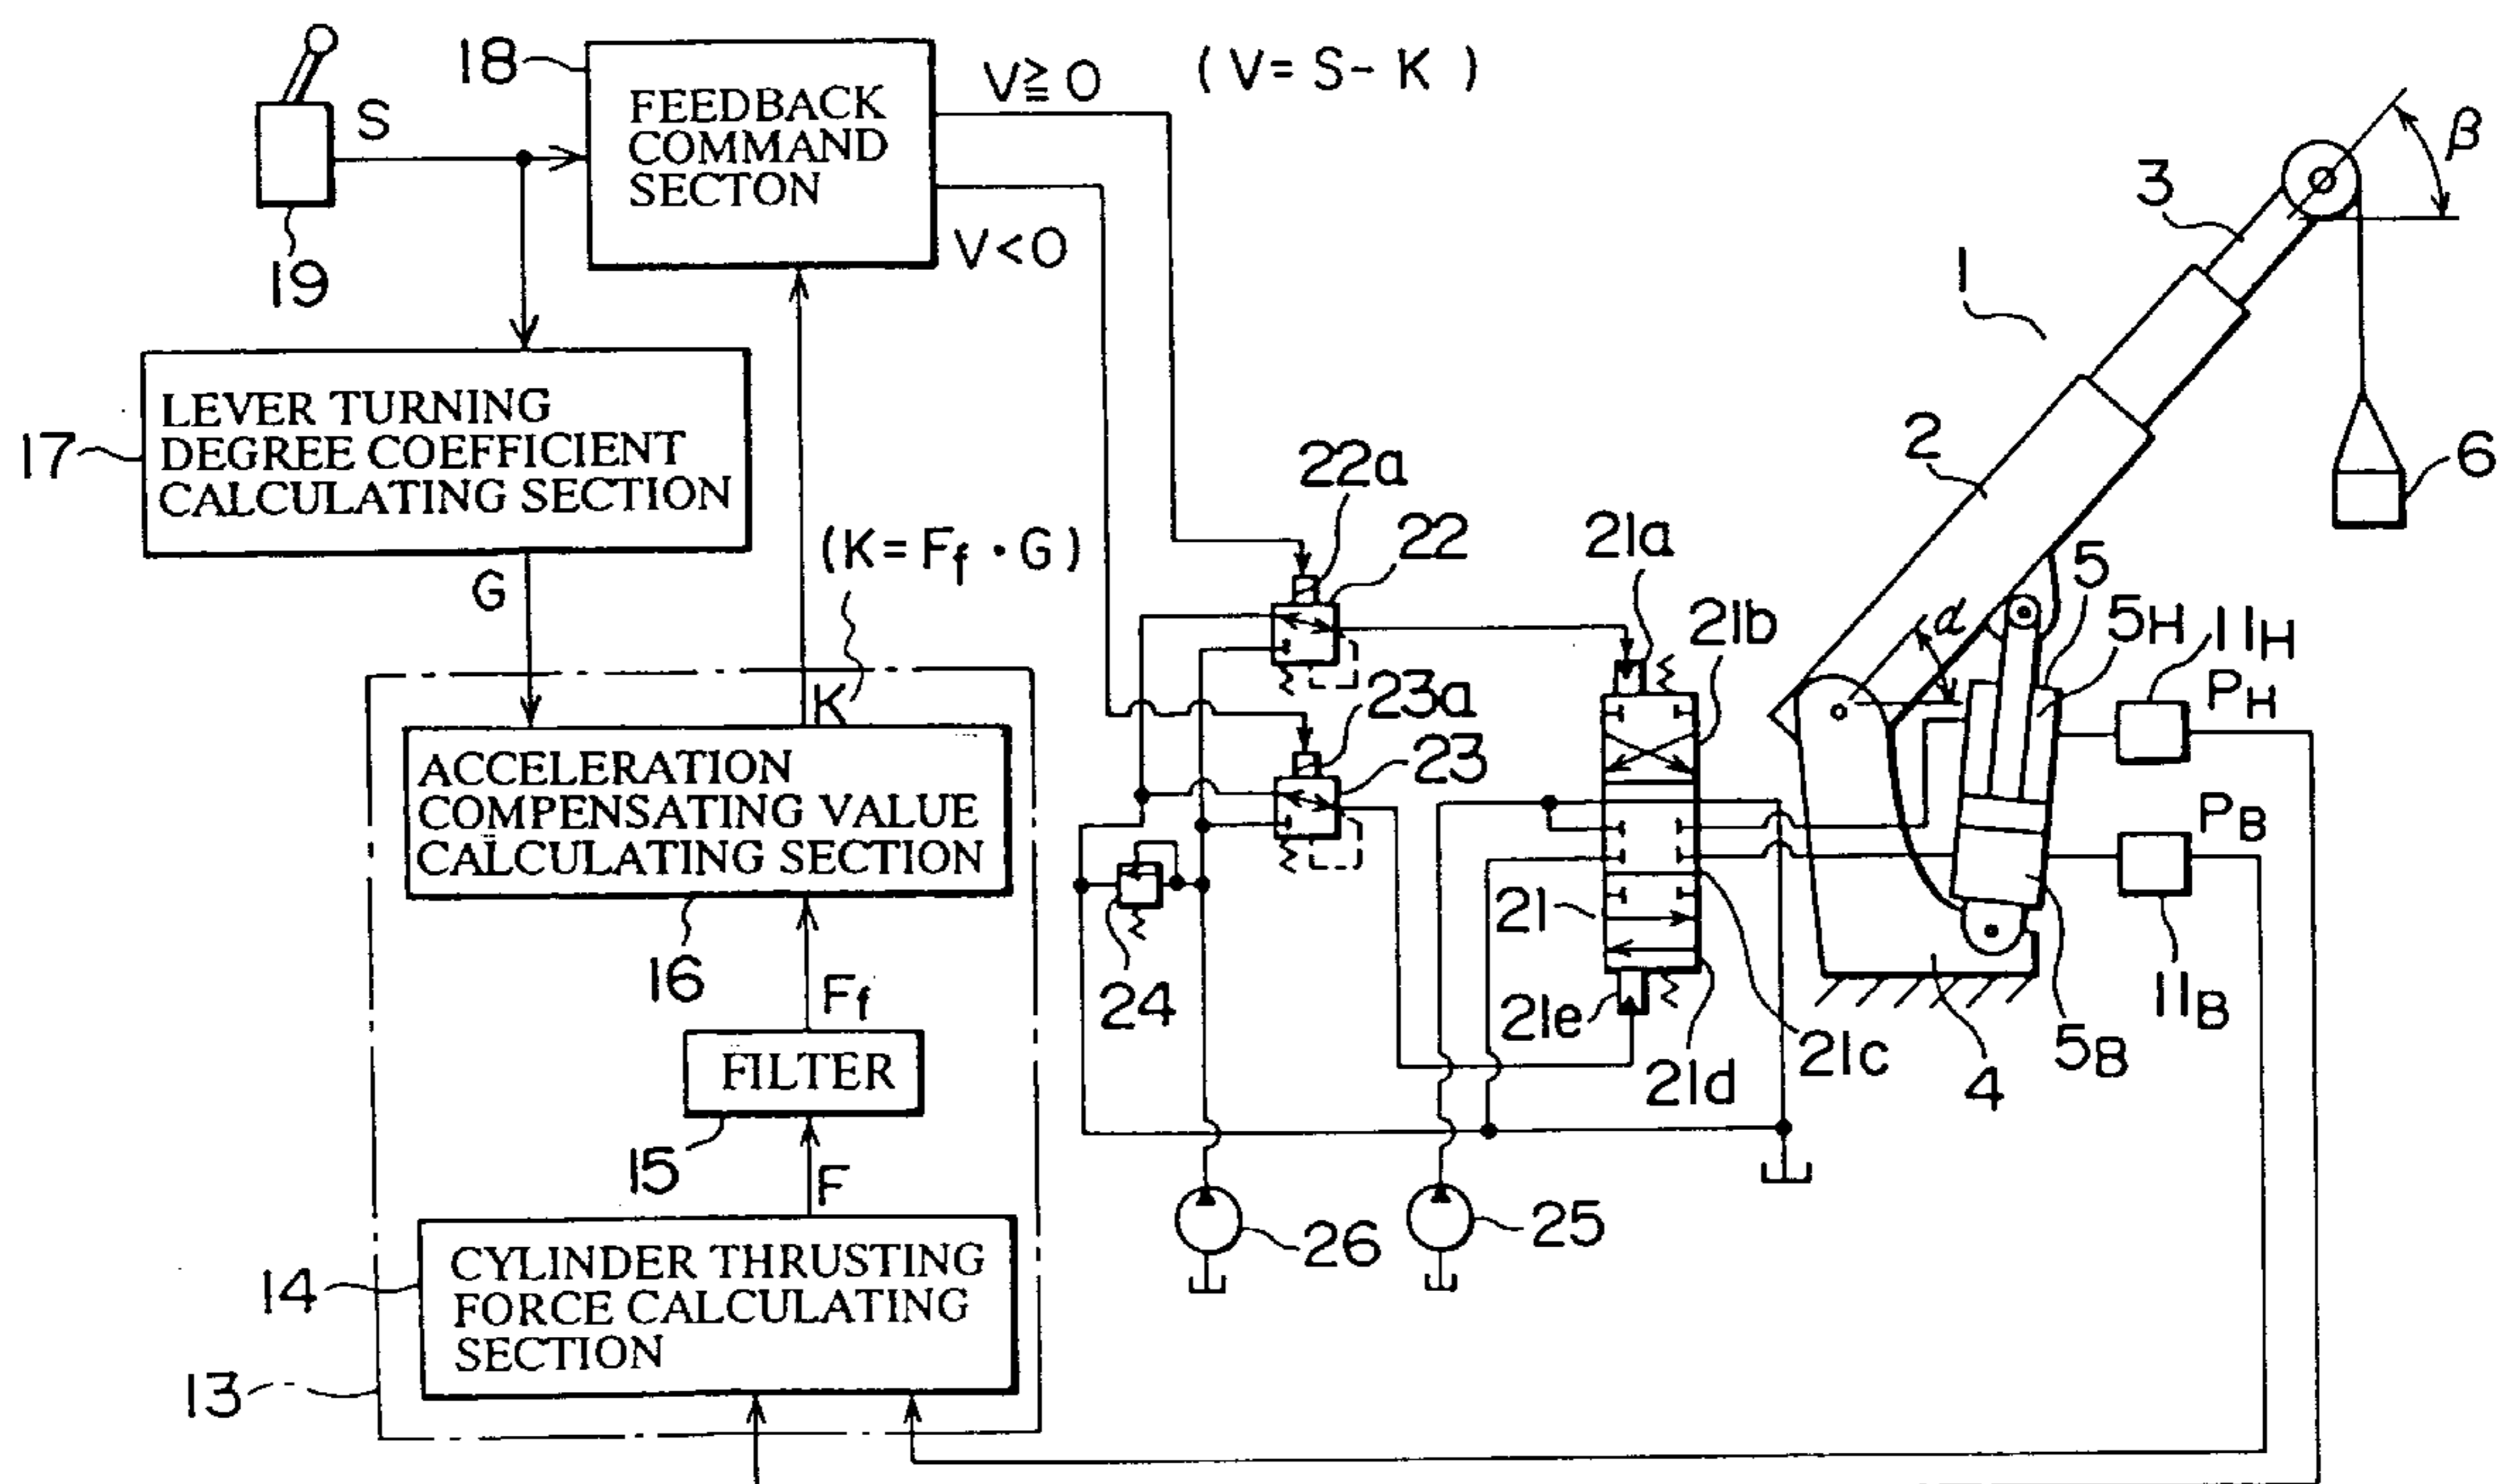 18
FEEDBACK
COMMAND
SECTON
V≧0
( V= S- K )
S
V<0
19
3
β
1
17
LEVER TURNING
DEGREE COEFFICIENT
CALCULATING SECTION
2
6
G
(K=Ff · G)
22a
22
21a
21b
5
α
5H
11H
PH
K
23a
23
ACCELERATION
COMPENSATING VALUE
CALCULATING SECTION
PB
16
Ff
24
21
21e
21d
21c
4
5B
11B
FILTER
15
F
26
25
14
CYLINDER THRUSTING
FORCE CALCULATING
SECTION
13